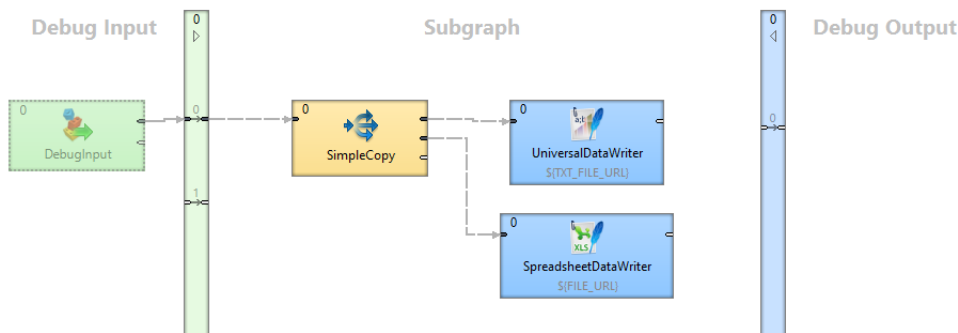 Debug Input
0
Subgraph
0
Debug Output
0
DebugInput
0
0
SimpleCopy
0
a;b
UniversalDataWriter
${TXT_FILE_URL}
0
1
0
XLS
SpreadsheetDataWriter
${FILE_URL}